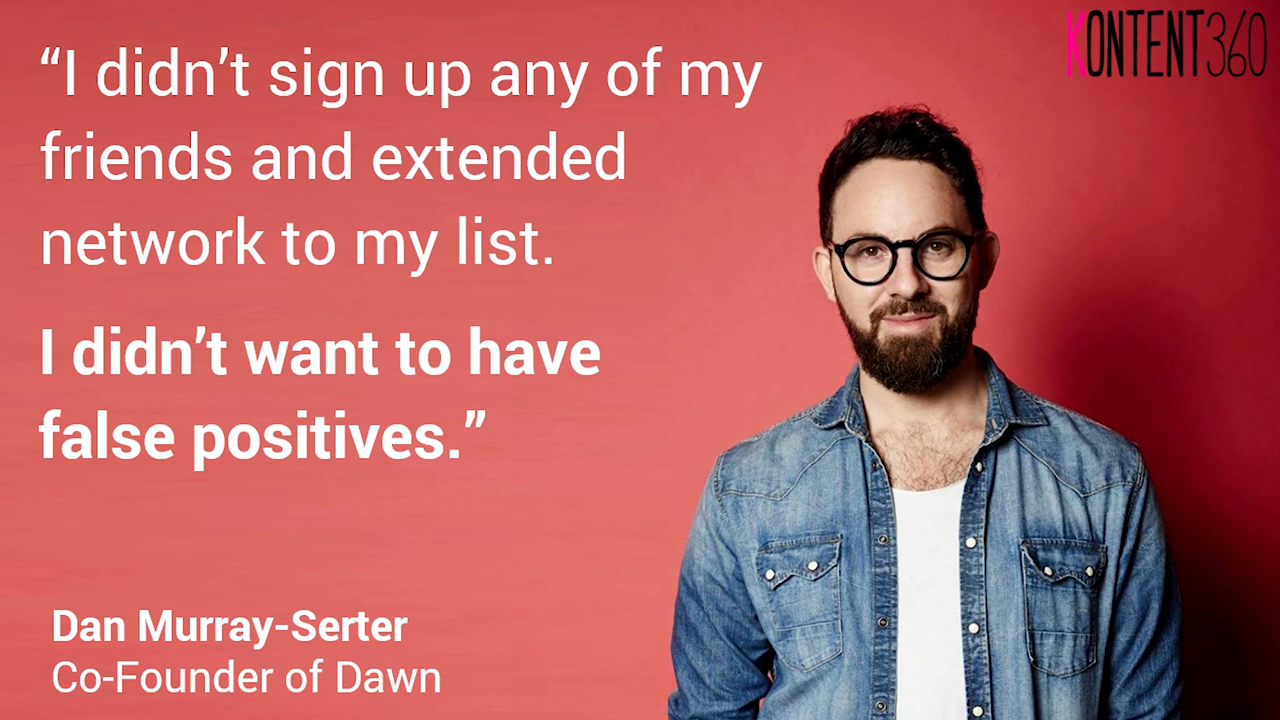 KONTENT360
“I didn’t sign up any of my
friends and extended
network to my list.
I didn’t want to have
false positives.”
Dan Murray-Serter
Co-Founder of Dawn